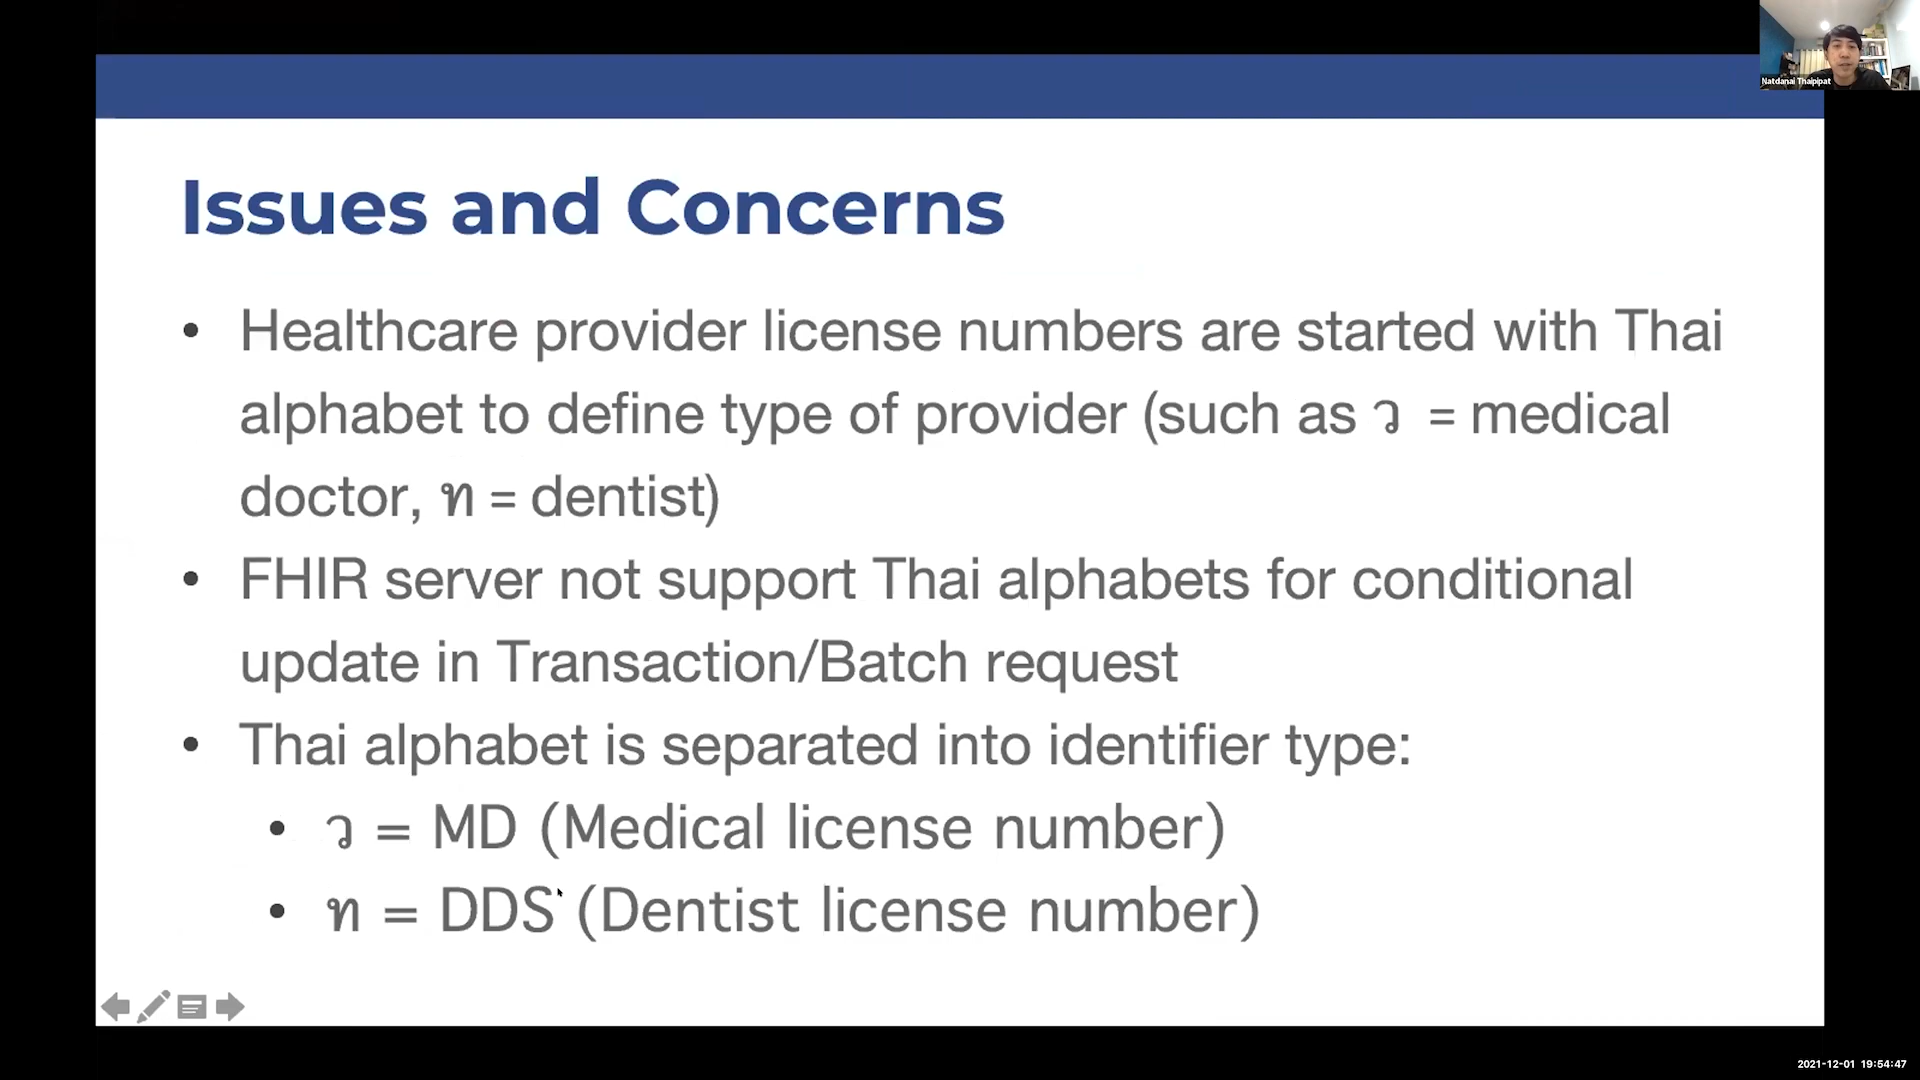 Natdanai Thaipipat
Issues and Concerns
• Healthcare provider license numbers are started with Thai
alphabet to define type of provider (such as ว = medical
doctor, ท = dentist)
• FHIR server not support Thai alphabets for conditional
update in Transaction/Batch request
• Thai alphabet is separated into identifier type:
• ว = MD (Medical license number)
• ท = DDS (Dentist license number)
2021-12-01 19:54:47